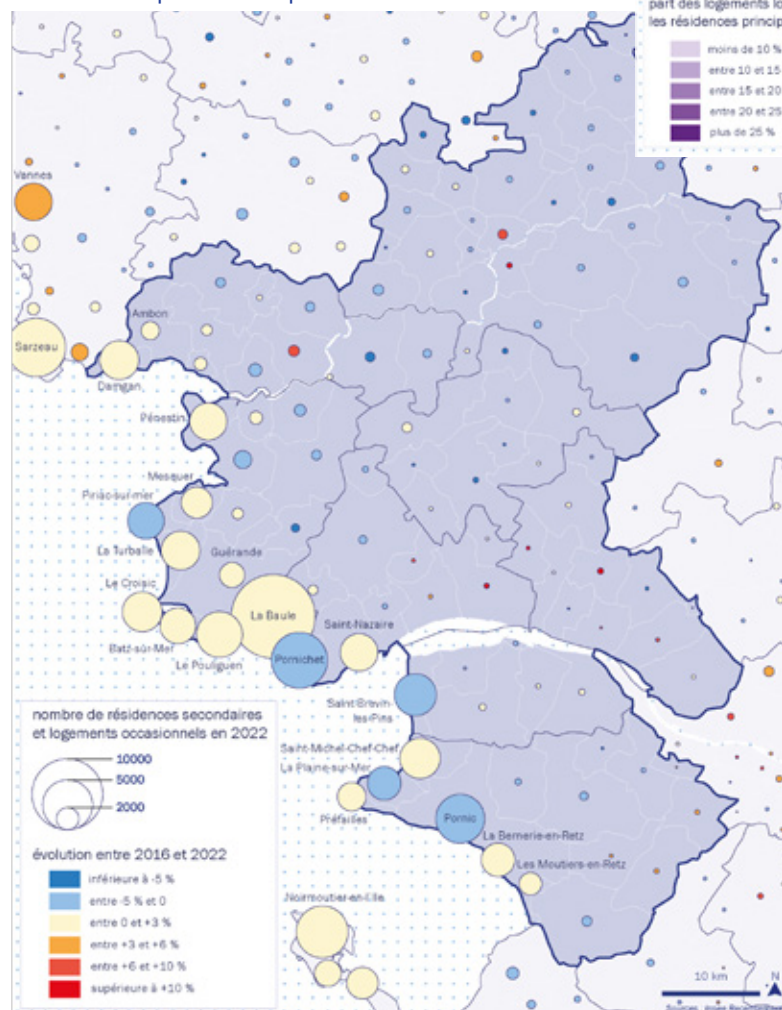 part des logements
les résidences
moins de 10 %
entre 10 et 15
entre 15 et 20
entre 20 et 25
plus de 25 %
Vannes
Ambon
Sarzeau
Damgan
Pénestin
Mesquer
Piriac-sur-mer
La Turballe
Guérande
Le Croisic
La Baule
Saint-Nazaire
Batz-sur-Mer
Le Pouliguen
Pornichet
Saint-Brevin-
les-Pins
Saint-Michel-Chef-Chef
La Plaine-sur-Mer
Préfailles
Pornic
La Bernerie-en-Retz
Les Moutiers-en-Retz
Noirmoutier-en-l'Ile
nombre de résidences secondaires
et logements occasionnels en 2022
10000
5000
2000
évolution entre 2016 et 2022
inférieure à -5 %
entre -5 % et 0
entre 0 et +3 %
entre +3 et +6 %
entre +6 et +10 %
supérieure à +10 %
10 km
N